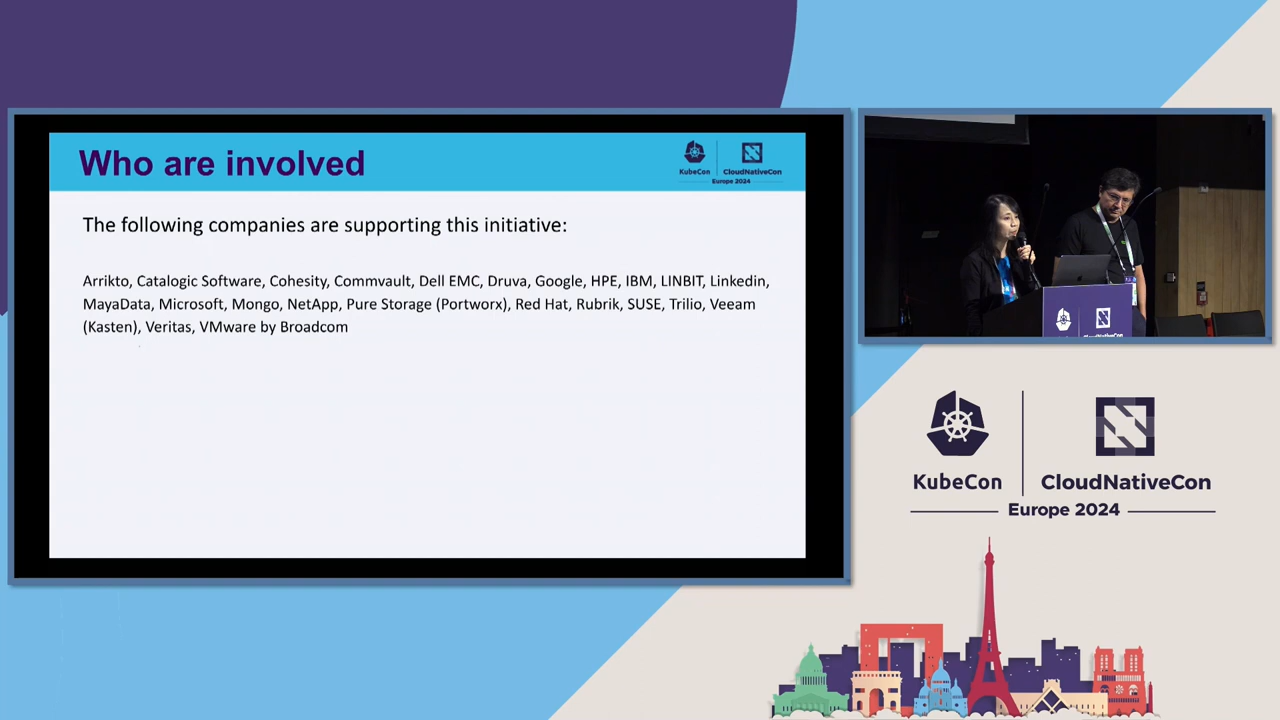 Who are involved
KubeCon
CloudNativeCon
Europe 2024
The following companies are supporting this initiative:
Arrikto, Catalogic Software, Cohesity, Commvault, Dell EMC, Druva, Google, HPE, IBM, LINBIT, Linkedin,
MayaData, Microsoft, Mongo, NetApp, Pure Storage (Portworx), Red Hat, Rubrik, SUSE, Trilio, Veeam
(Kasten), Veritas, VMware by Broadcom
KubeCon
CloudNativeCon
Europe 2024